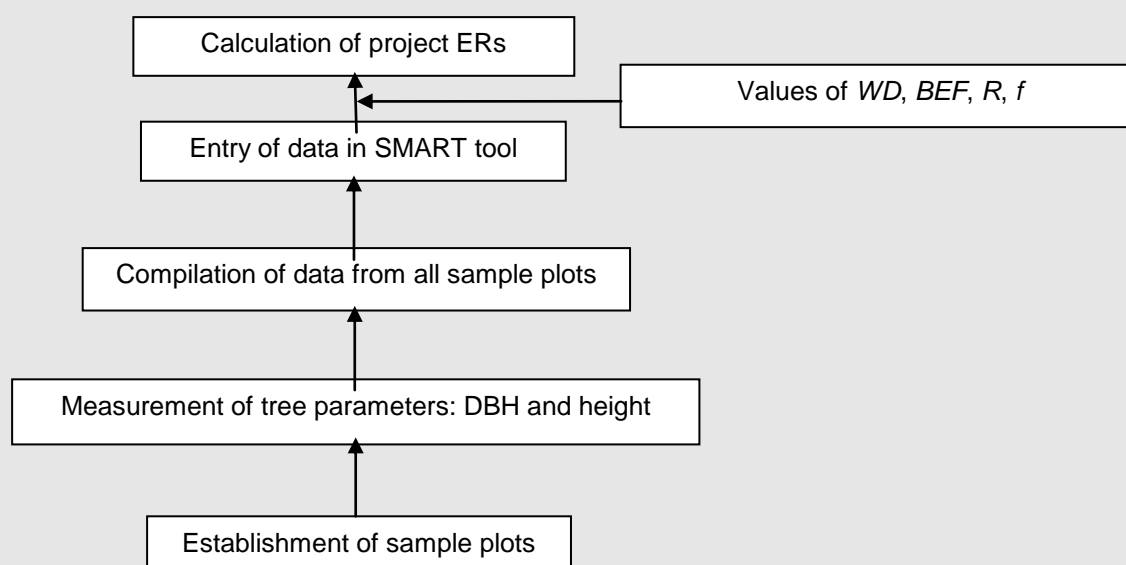 Calculation of project ERs
Values of WD, BEF, R, f
Entry of data in SMART tool
Compilation of data from all sample plots
Measurement of tree parameters: DBH and height
Establishment of sample plots